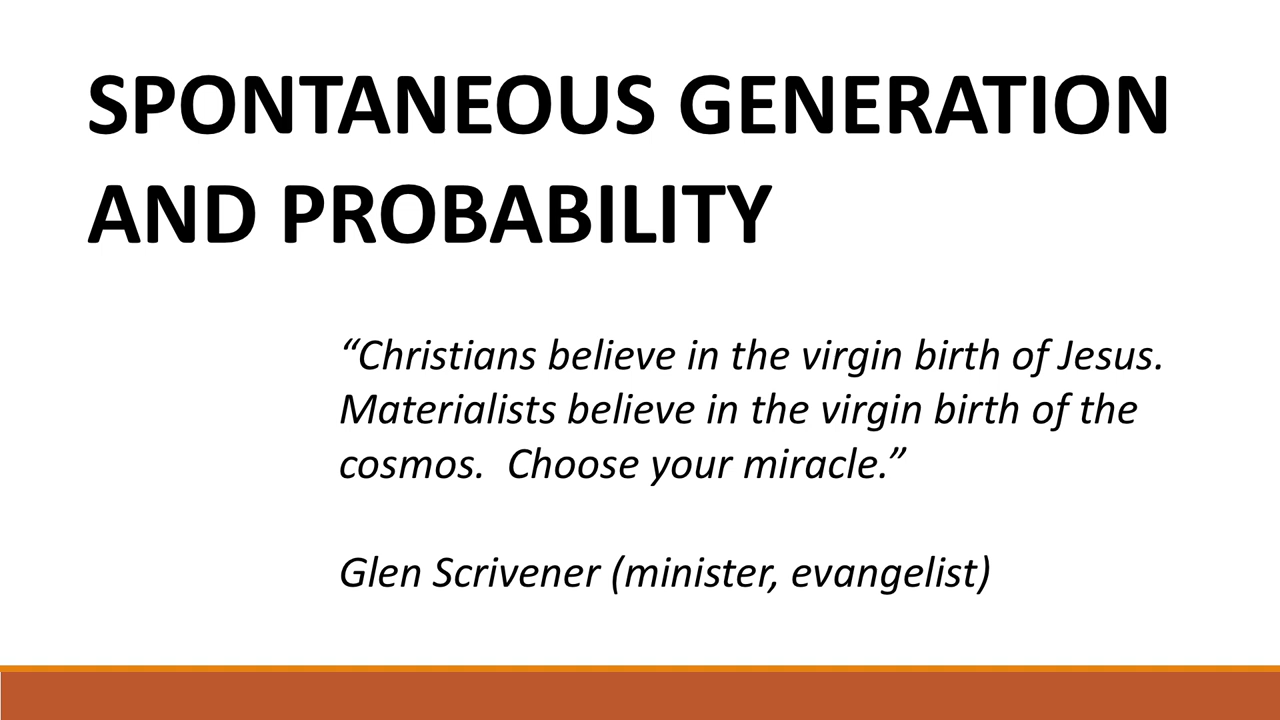 SPONTANEOUS GENERATION
AND PROBABILITY
“Christians believe in the virgin birth of Jesus.
Materialists believe in the virgin birth of the
cosmos.  Choose your miracle.”
Glen Scrivener (minister, evangelist)